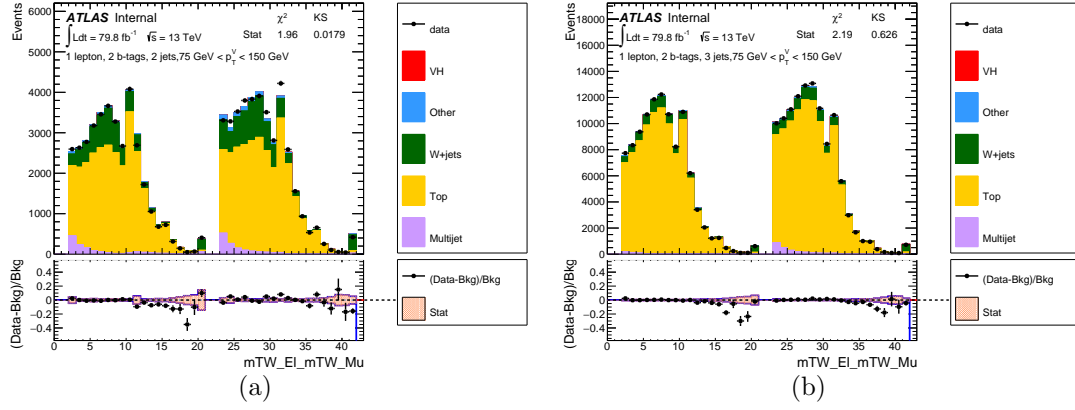 ATLAS Internal χ² KS
∫ Ldt = 79.8 fb⁻¹ √s = 13 TeV Stat 1.96 0.0179
1 lepton, 2 b-tags, 2 jets,75 GeV < p_T^V < 150 GeV
Events
6000
5000
4000
3000
2000
1000
0
data
VH
Other
W+jets
Top
Multijet
(Data-Bkg)/Bkg
0.4
0.2
0
−0.2
−0.4
0 5 10 15 20 25 30 35 40
mTW_El_mTW_Mu
(Data-Bkg)/Bkg
Stat
(a)
ATLAS Internal χ² KS
∫ Ldt = 79.8 fb⁻¹ √s = 13 TeV Stat 2.19 0.626
1 lepton, 2 b-tags, 3 jets,75 GeV < p_T^V < 150 GeV
Events
18000
16000
14000
12000
10000
8000
6000
4000
2000
0
data
VH
Other
W+jets
Top
Multijet
(Data-Bkg)/Bkg
0.4
0.2
0
−0.2
−0.4
0 10 20 30 40
mTW_El_mTW_Mu
(Data-Bkg)/Bkg
Stat
(b)